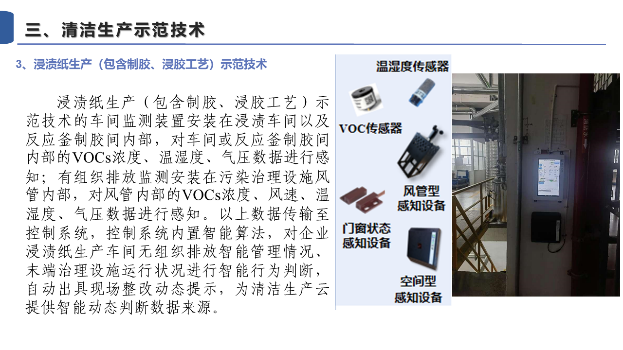 三、清洁生产示范技术
3、浸渍纸生产（包含制胶、浸胶工艺）示范技术
浸渍纸生产（包含制胶、浸胶工艺）示
范技术的车间监测装置安装在浸渍车间以及
反应釜制胶间内部，对车间或反应釜制胶间
内部的VOCs浓度、温湿度、气压数据进行感
知；有组织排放监测安装在污染治理设施风
管内部，对风管内部的VOCs浓度、风速、温
湿度、气压数据进行感知。以上数据传输至
控制系统，控制系统内置智能算法，对企业
浸渍纸生产车间无组织排放智能管理情况、
末端治理设施运行状况进行智能行为判断，
自动出具现场整改动态提示，为清洁生产云
提供智能动态判断数据来源。
温湿度传感器
VOC传感器
风管型
感知设备
门窗状态
感知设备
空间型
感知设备